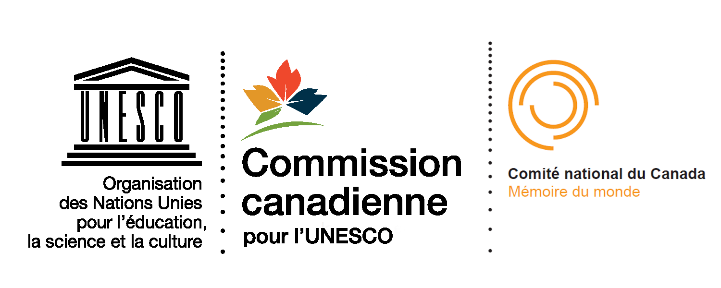 UNESCO
Organisation
des Nations Unies
pour l'éducation,
la science et la culture
Commission
canadienne
pour l'UNESCO
Comité national du Canada
Mémoire du monde